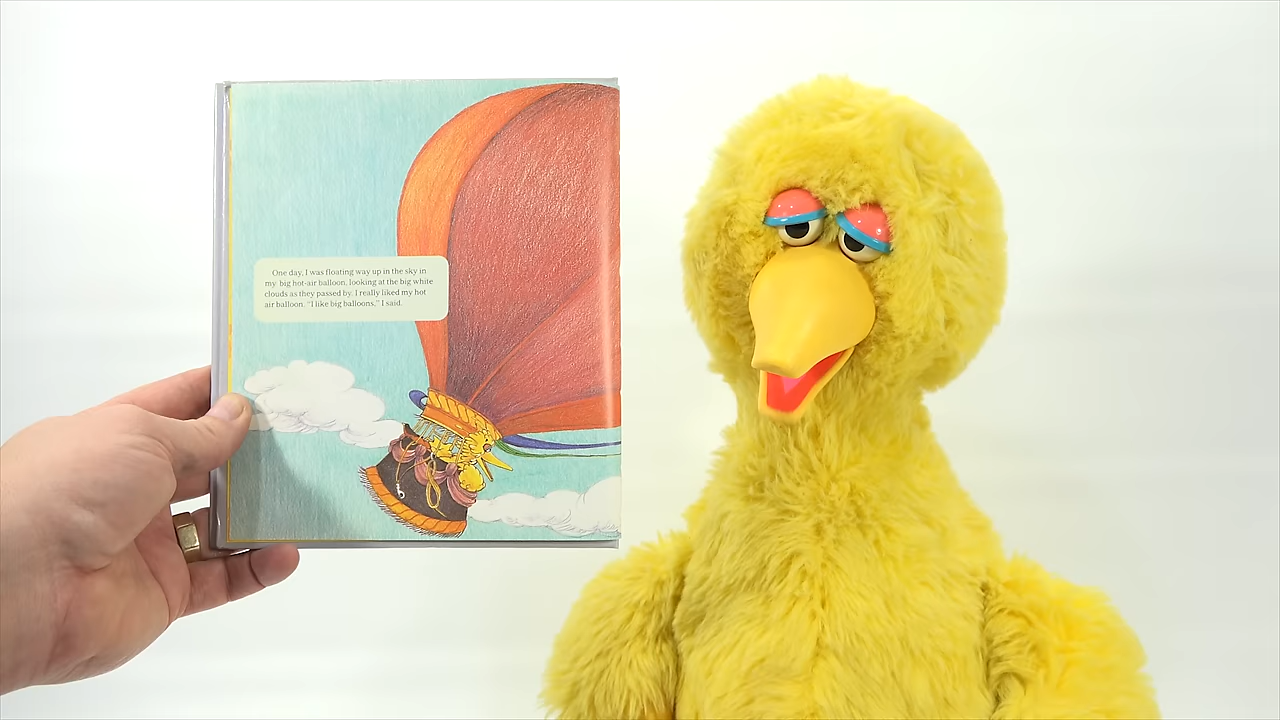 One day, I was floating way up in the sky in
my big hot-air balloon, looking at the big white
clouds as they passed by. I really liked my hot
air balloon. "I like big balloons," I said.